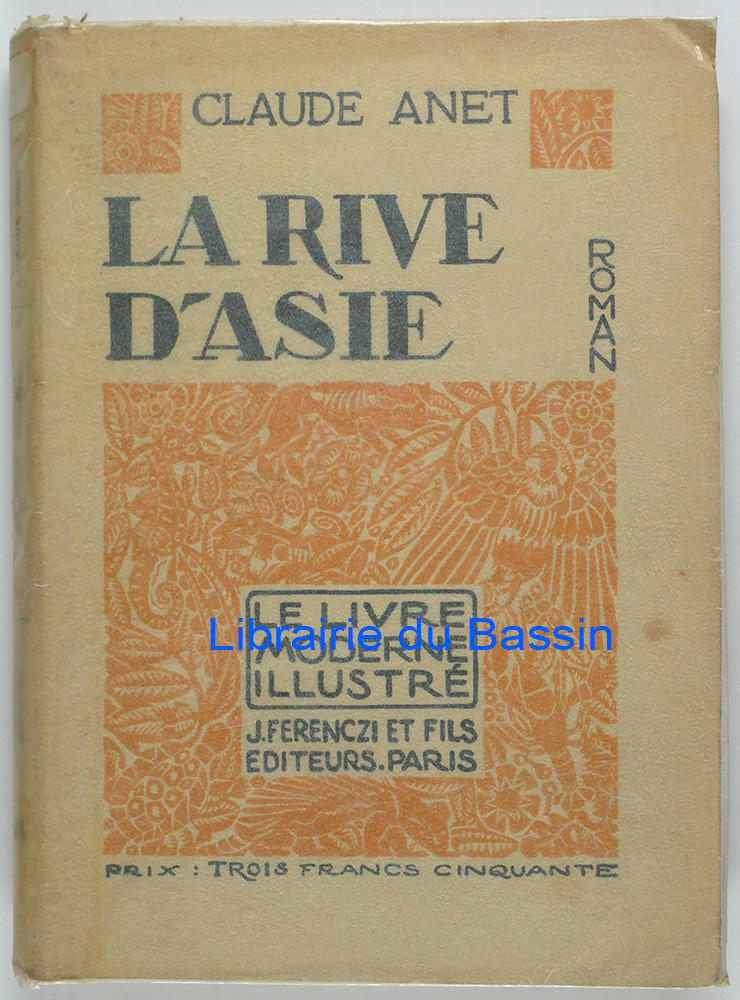 CLAUDE ANET
LA RIVE
D'ASIE
ROMAN
LE LIVRE
MODERNE
ILLUSTRÉ
Librairie du Bassin
J. FERENCZI ET FILS
EDITEURS. PARIS
PRIX : TROIS FRANCS CINQUANTE